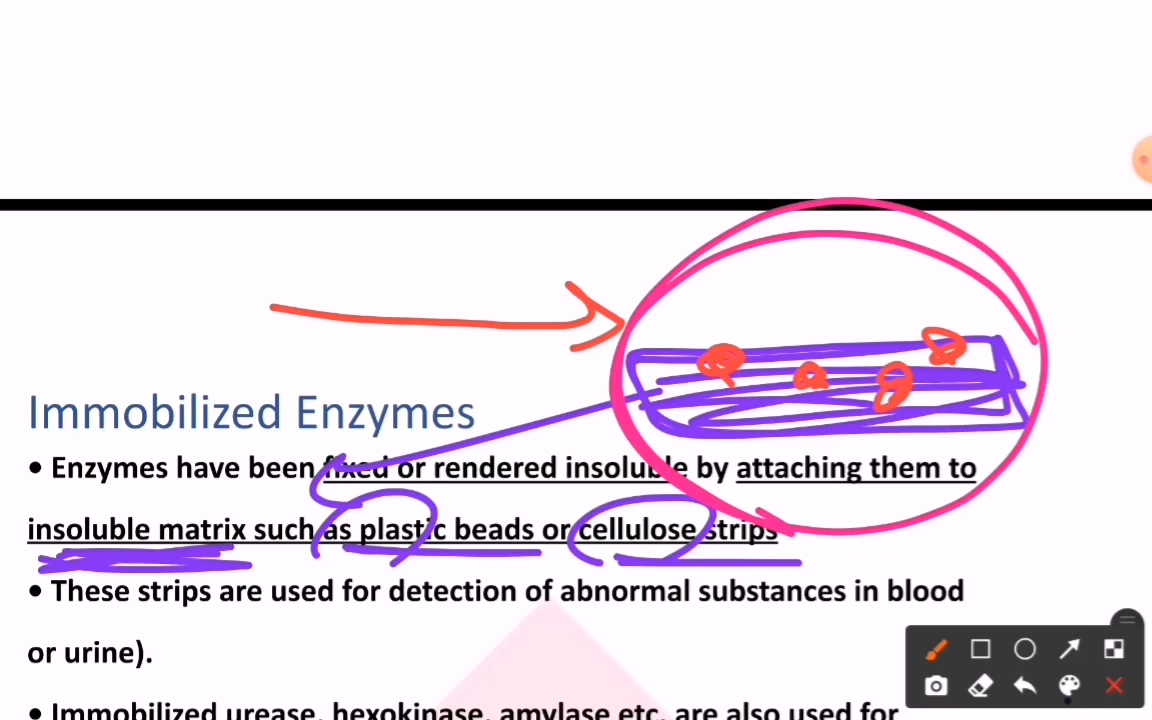 Immobilized Enzymes
• Enzymes have been fixed or rendered insoluble by attaching them to
insoluble matrix such as plastic beads or cellulose strips
• These strips are used for detection of abnormal substances in blood
or urine).
• Immobilized urease, hexokinase, amylase etc. are also used for